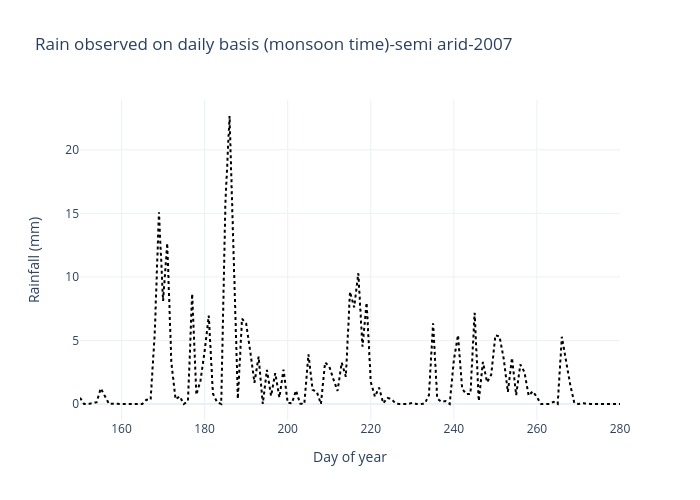 Rain observed on daily basis (monsoon time)-semi arid-2007
20
15
10
5
0
Rainfall (mm)
160 180 200 220 240 260 280
Day of year